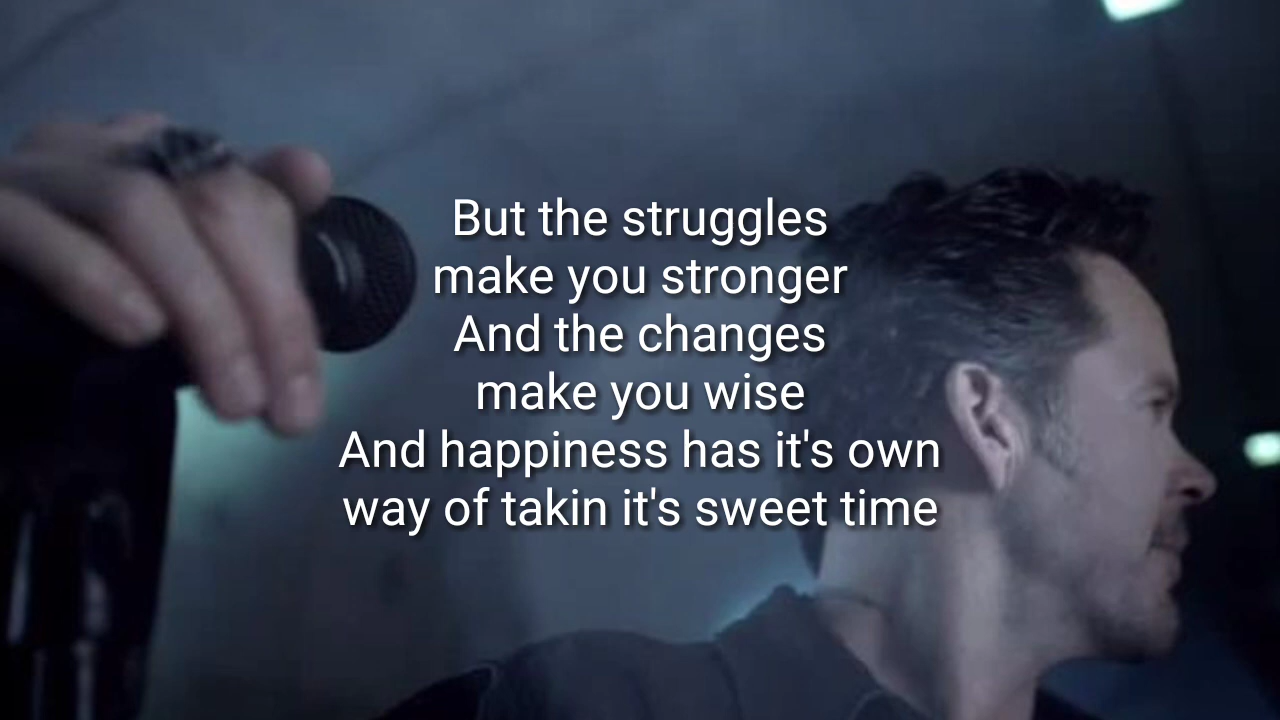 But the struggles
make you stronger
And the changes
make you wise
And happiness has it's own
way of takin it's sweet time